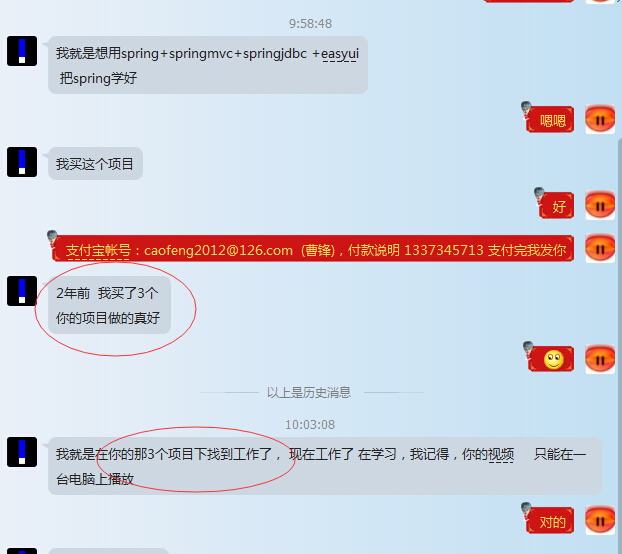 9:58:48
我就是想用spring+springmvc+springjdbc +easyui
把spring学好
嗯嗯
我买这个项目
好
支付宝帐号：caofeng2012@126.com (曹锋)，付款说明 1337345713 支付完我发你
2年前 我买了3个
你的项目做的真好
以上是历史消息
10:03:08
我就是在你的那3个项目下找到工作了， 现在工作了 在学习，我记得，你的视频 只能在一
台电脑上播放
对的